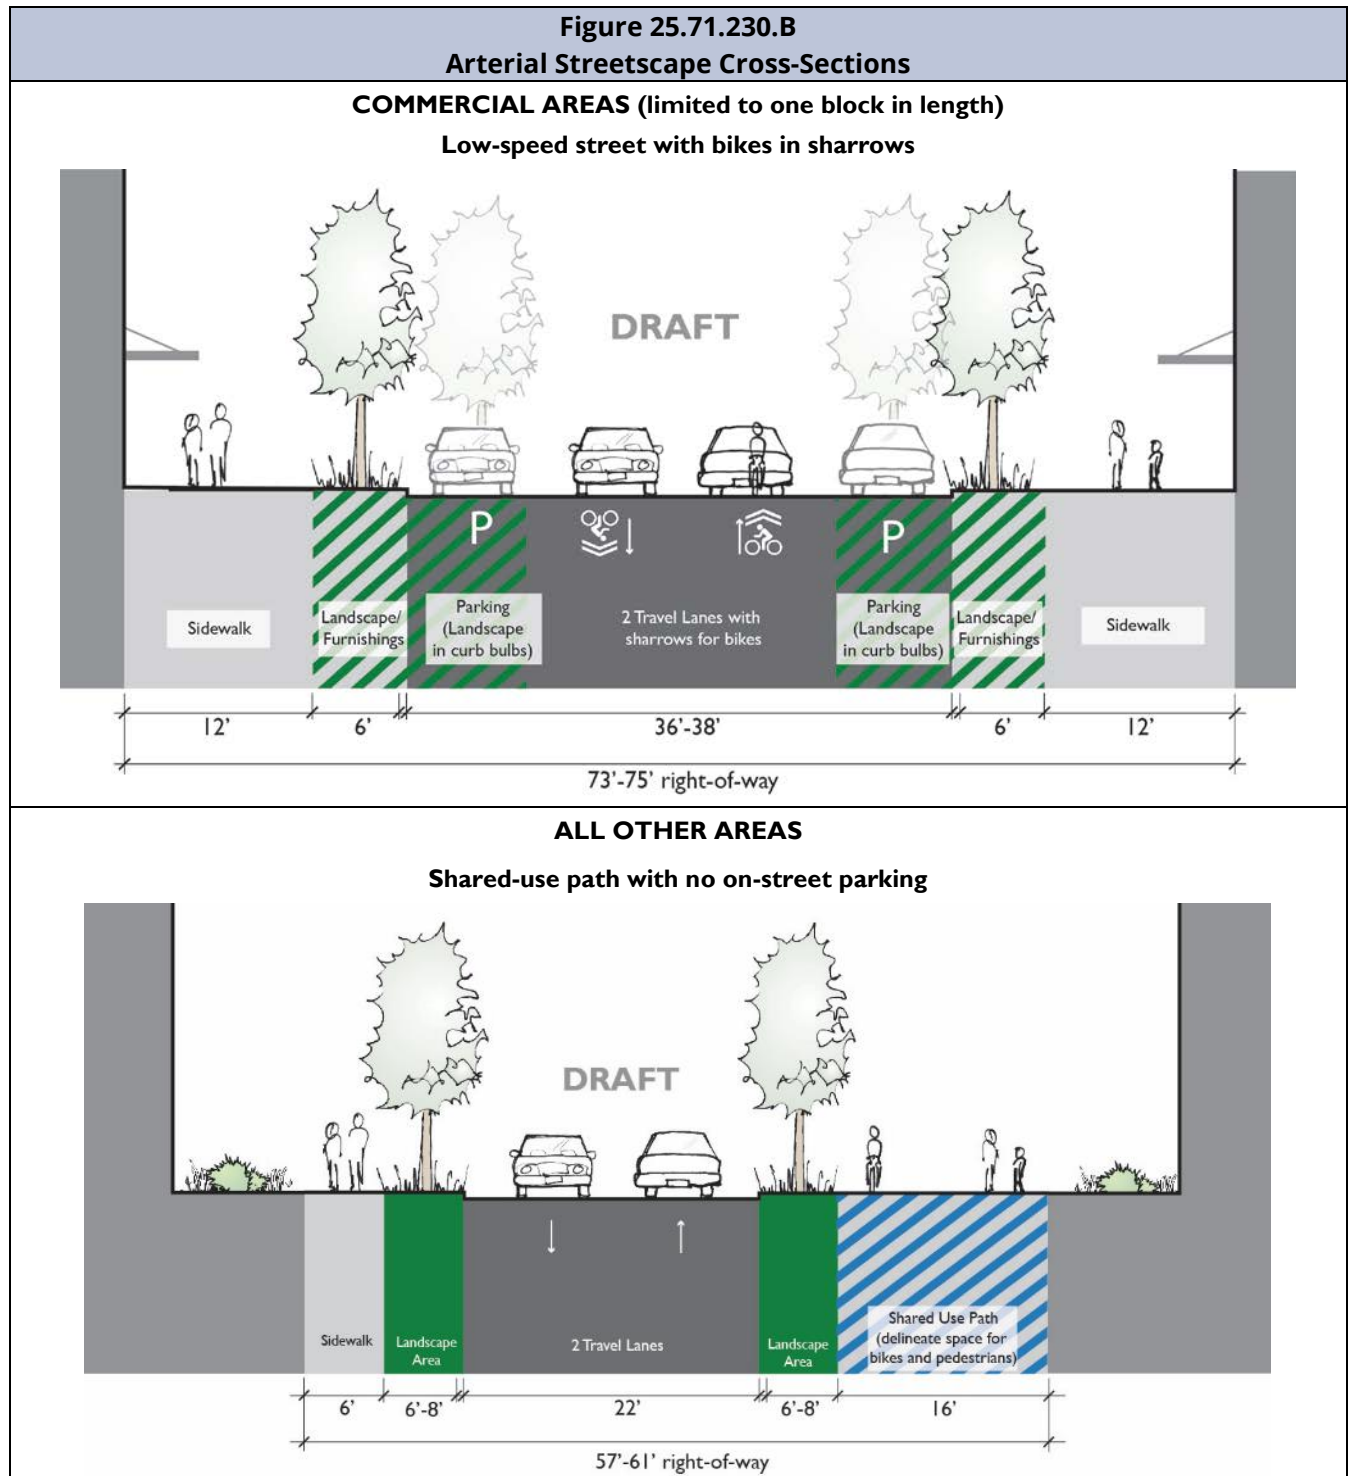 Figure 25.71.230.B
Arterial Streetscape Cross-Sections
COMMERCIAL AREAS (limited to one block in length)
Low-speed street with bikes in sharrows
DRAFT
P
P
Sidewalk
Landscape/
Furnishings
Parking
(Landscape
in curb bulbs)
2 Travel Lanes with
sharrows for bikes
Parking
(Landscape
in curb bulbs)
Landscape/
Furnishings
Sidewalk
12' 6' 36'-38' 6' 12'
73'-75' right-of-way
ALL OTHER AREAS
Shared-use path with no on-street parking
DRAFT
Sidewalk
Landscape
Area
2 Travel Lanes
Landscape
Area
Shared Use Path
(delineate space for
bikes and pedestrians)
6' 6'-8' 22' 6'-8' 16'
57'-61' right-of-way